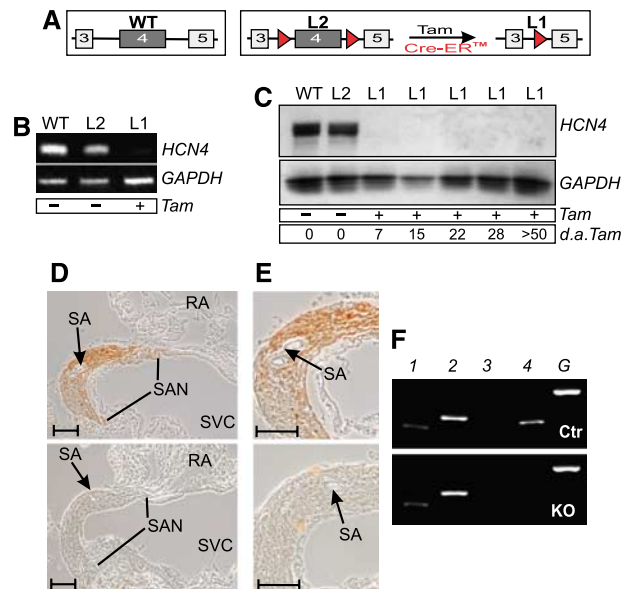 A
WT
3 4 5
L2
3 4 5
Tam
Cre-ER™
L1
3 5
B
WT L2 L1
HCN4
GAPDH
– – + Tam
C
WT L2 L1 L1 L1 L1 L1
HCN4
GAPDH
– – + + + + + Tam
0 0 7 15 22 28 >50 d.a.Tam
D
RA
SA
SAN
SVC
SA
RA
SAN
SVC
E
SA
SA
F
1 2 3 4 G
Ctr
KO